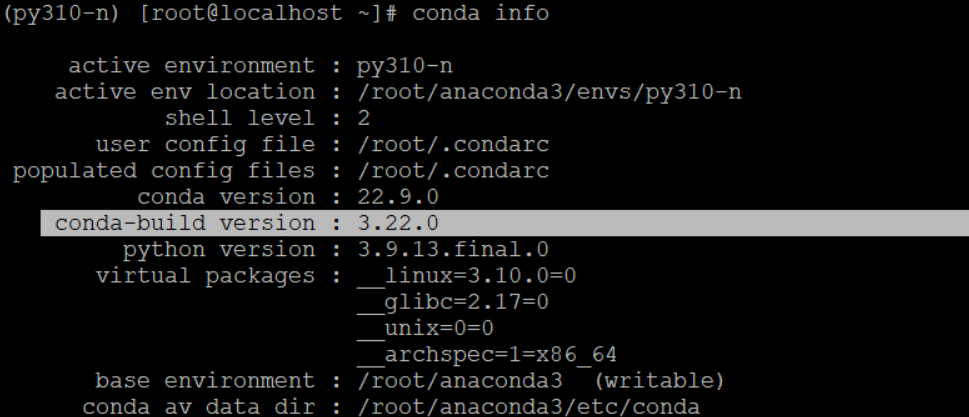 (py310-n) [root@localhost ~]# conda info
active environment : py310-n
active env location : /root/anaconda3/envs/py310-n
shell level : 2
user config file : /root/.condarc
populated config files : /root/.condarc
conda version : 22.9.0
conda-build version : 3.22.0
python version : 3.9.13.final.0
virtual packages : __linux=3.10.0=0
__glibc=2.17=0
__unix=0=0
__archspec=1=x86_64
base environment : /root/anaconda3  (writable)
conda av data dir : /root/anaconda3/etc/conda